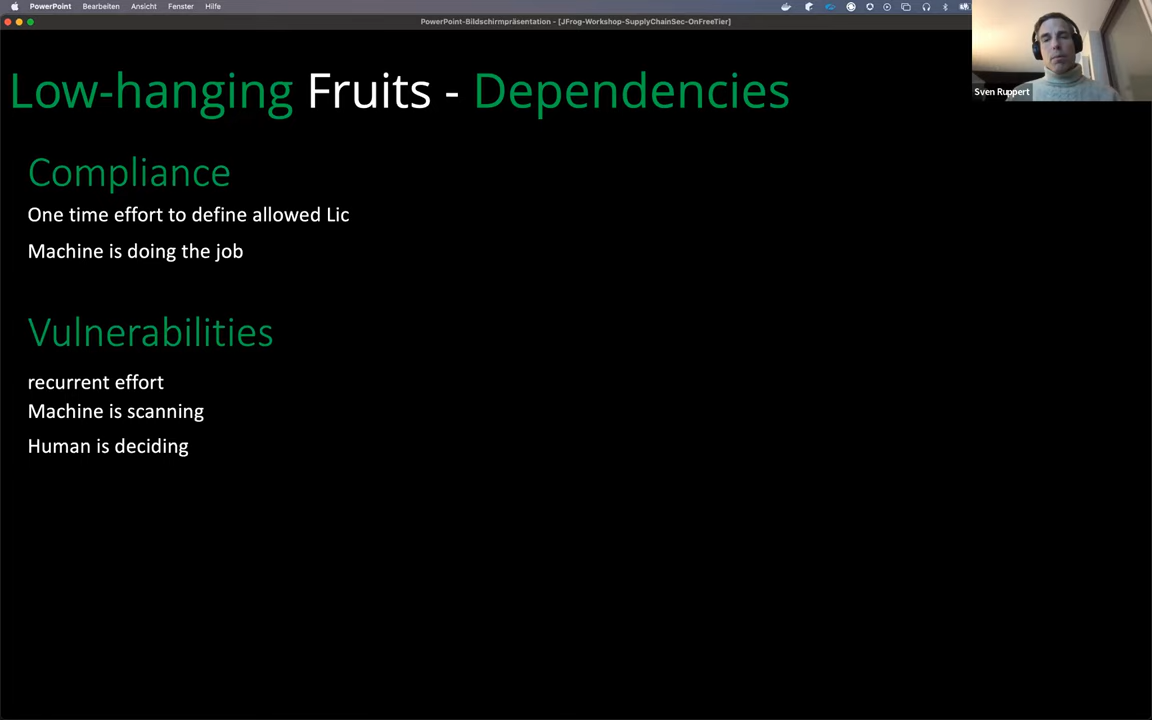 PowerPoint Bearbeiten Ansicht Fenster Hilfe
PowerPoint-Bildschirmpräsentation - [JFrog-Workshop-SupplyChainSec-OnFreeTier]
Sven Ruppert
Low-hanging Fruits - Dependencies
Compliance
One time effort to define allowed Lic
Machine is doing the job
Vulnerabilities
recurrent effort
Machine is scanning
Human is deciding